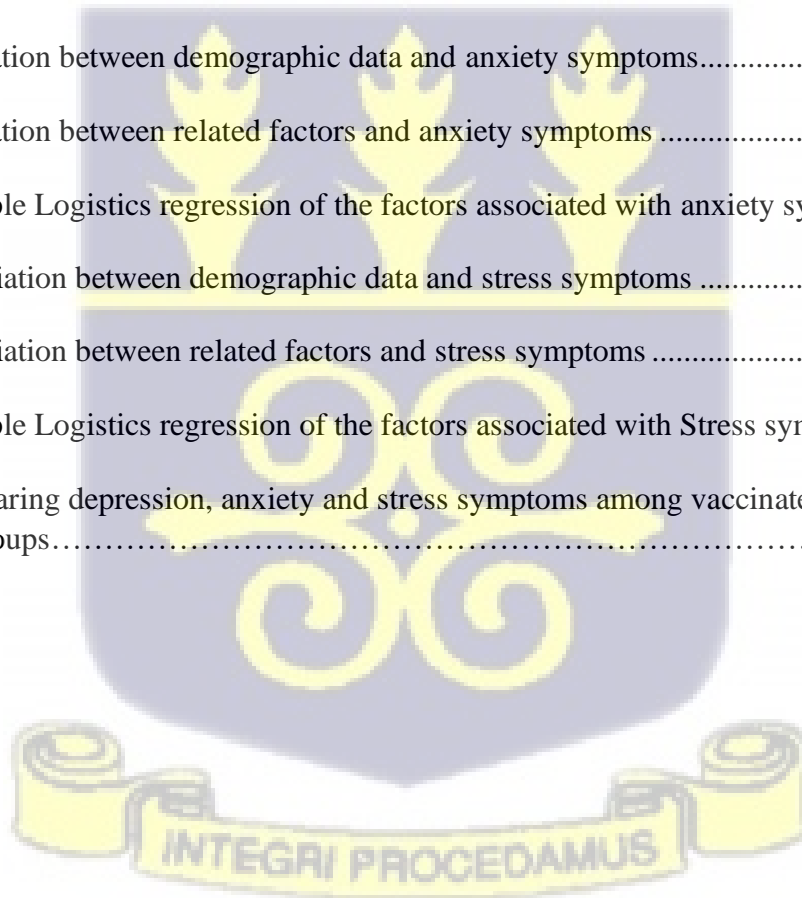 ation between demographic data and anxiety symptoms..............
ation between related factors and anxiety symptoms ..................
ple Logistics regression of the factors associated with anxiety sy
iation between demographic data and stress symptoms ..............
iation between related factors and stress symptoms ....................
ple Logistics regression of the factors associated with Stress sym
aring depression, anxiety and stress symptoms among vaccinate
oups……………………………………………………………………
INTEGRI PROCEDAMUS